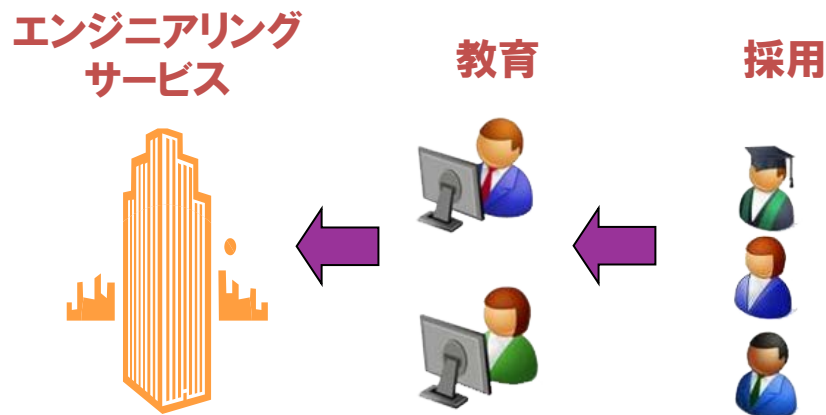 エンジニアリング
サービス
教育
採用